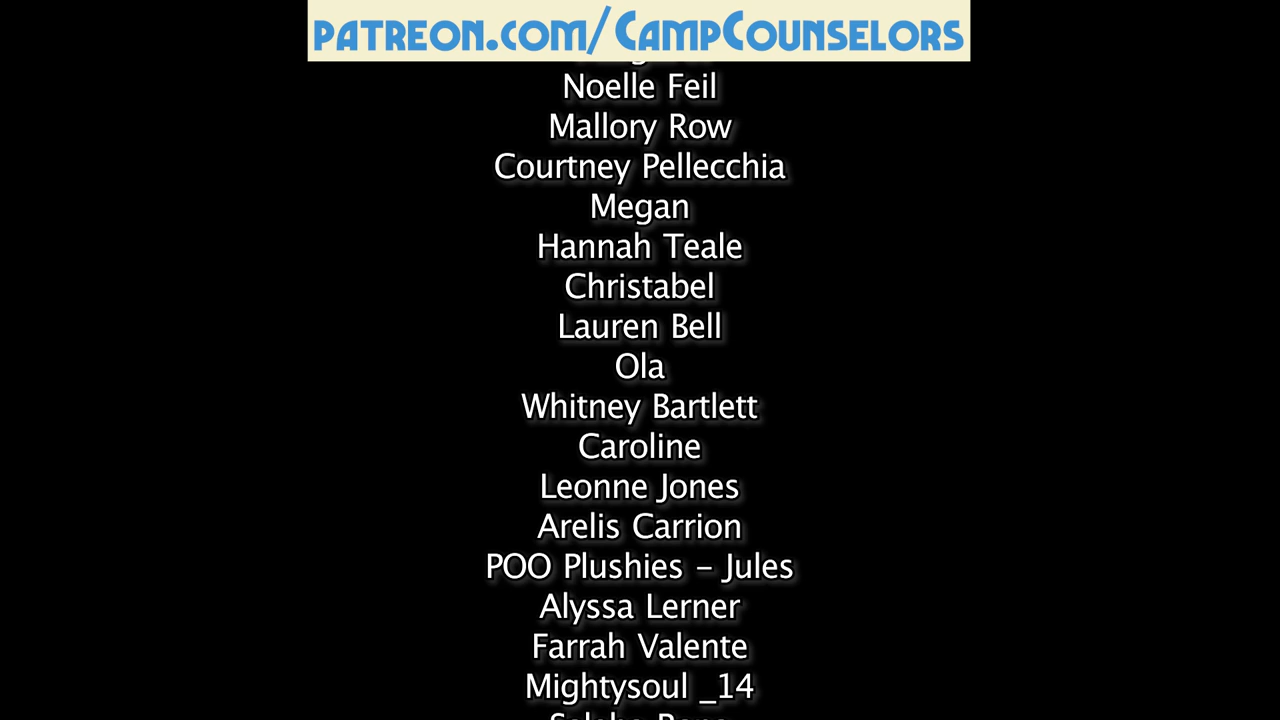 patreon.com/CampCounselors
Noelle Feil
Mallory Row
Courtney Pellecchia
Megan
Hannah Teale
Christabel
Lauren Bell
Ola
Whitney Bartlett
Caroline
Leonne Jones
Arelis Carrion
POO Plushies – Jules
Alyssa Lerner
Farrah Valente
Mightysoul _14